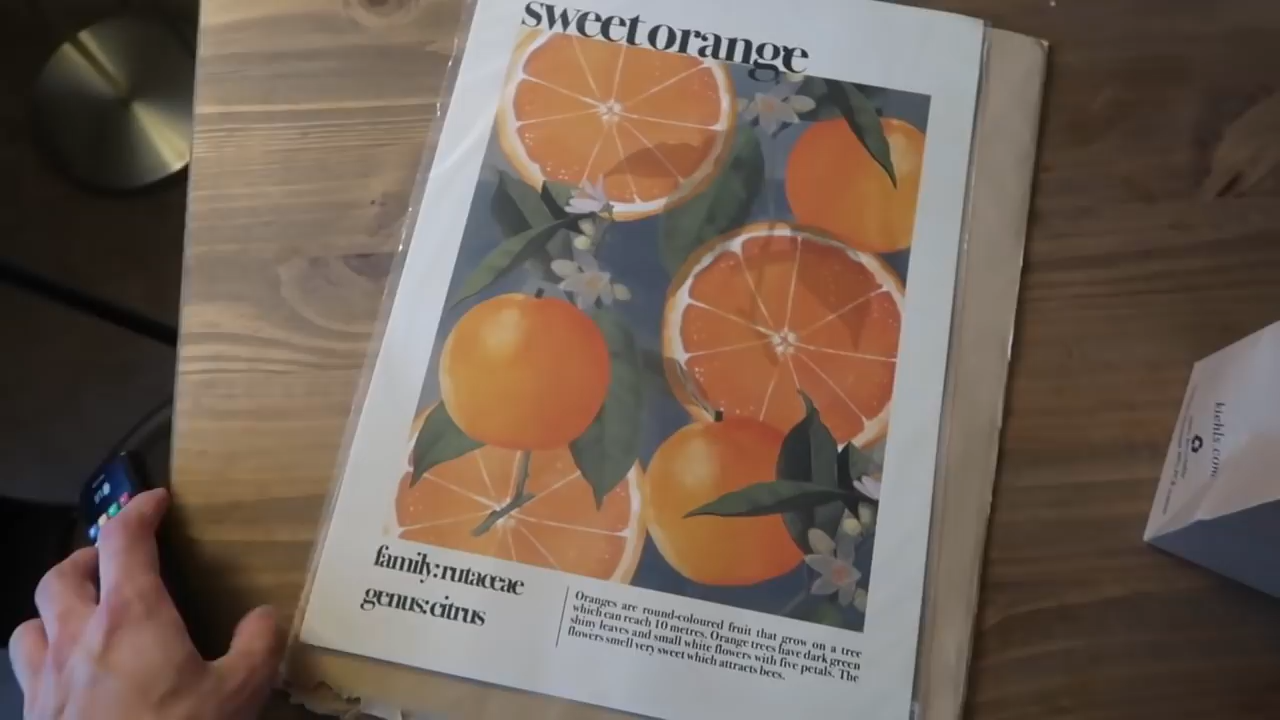 sweet orange
family: rutaceae
genus: citrus
Oranges are round-coloured fruit that grow on a tree
which can reach 10 metres. Orange trees have dark green
shiny leaves and small white flowers with five petals. The
flowers smell very sweet which attracts bees.
kiehls.com